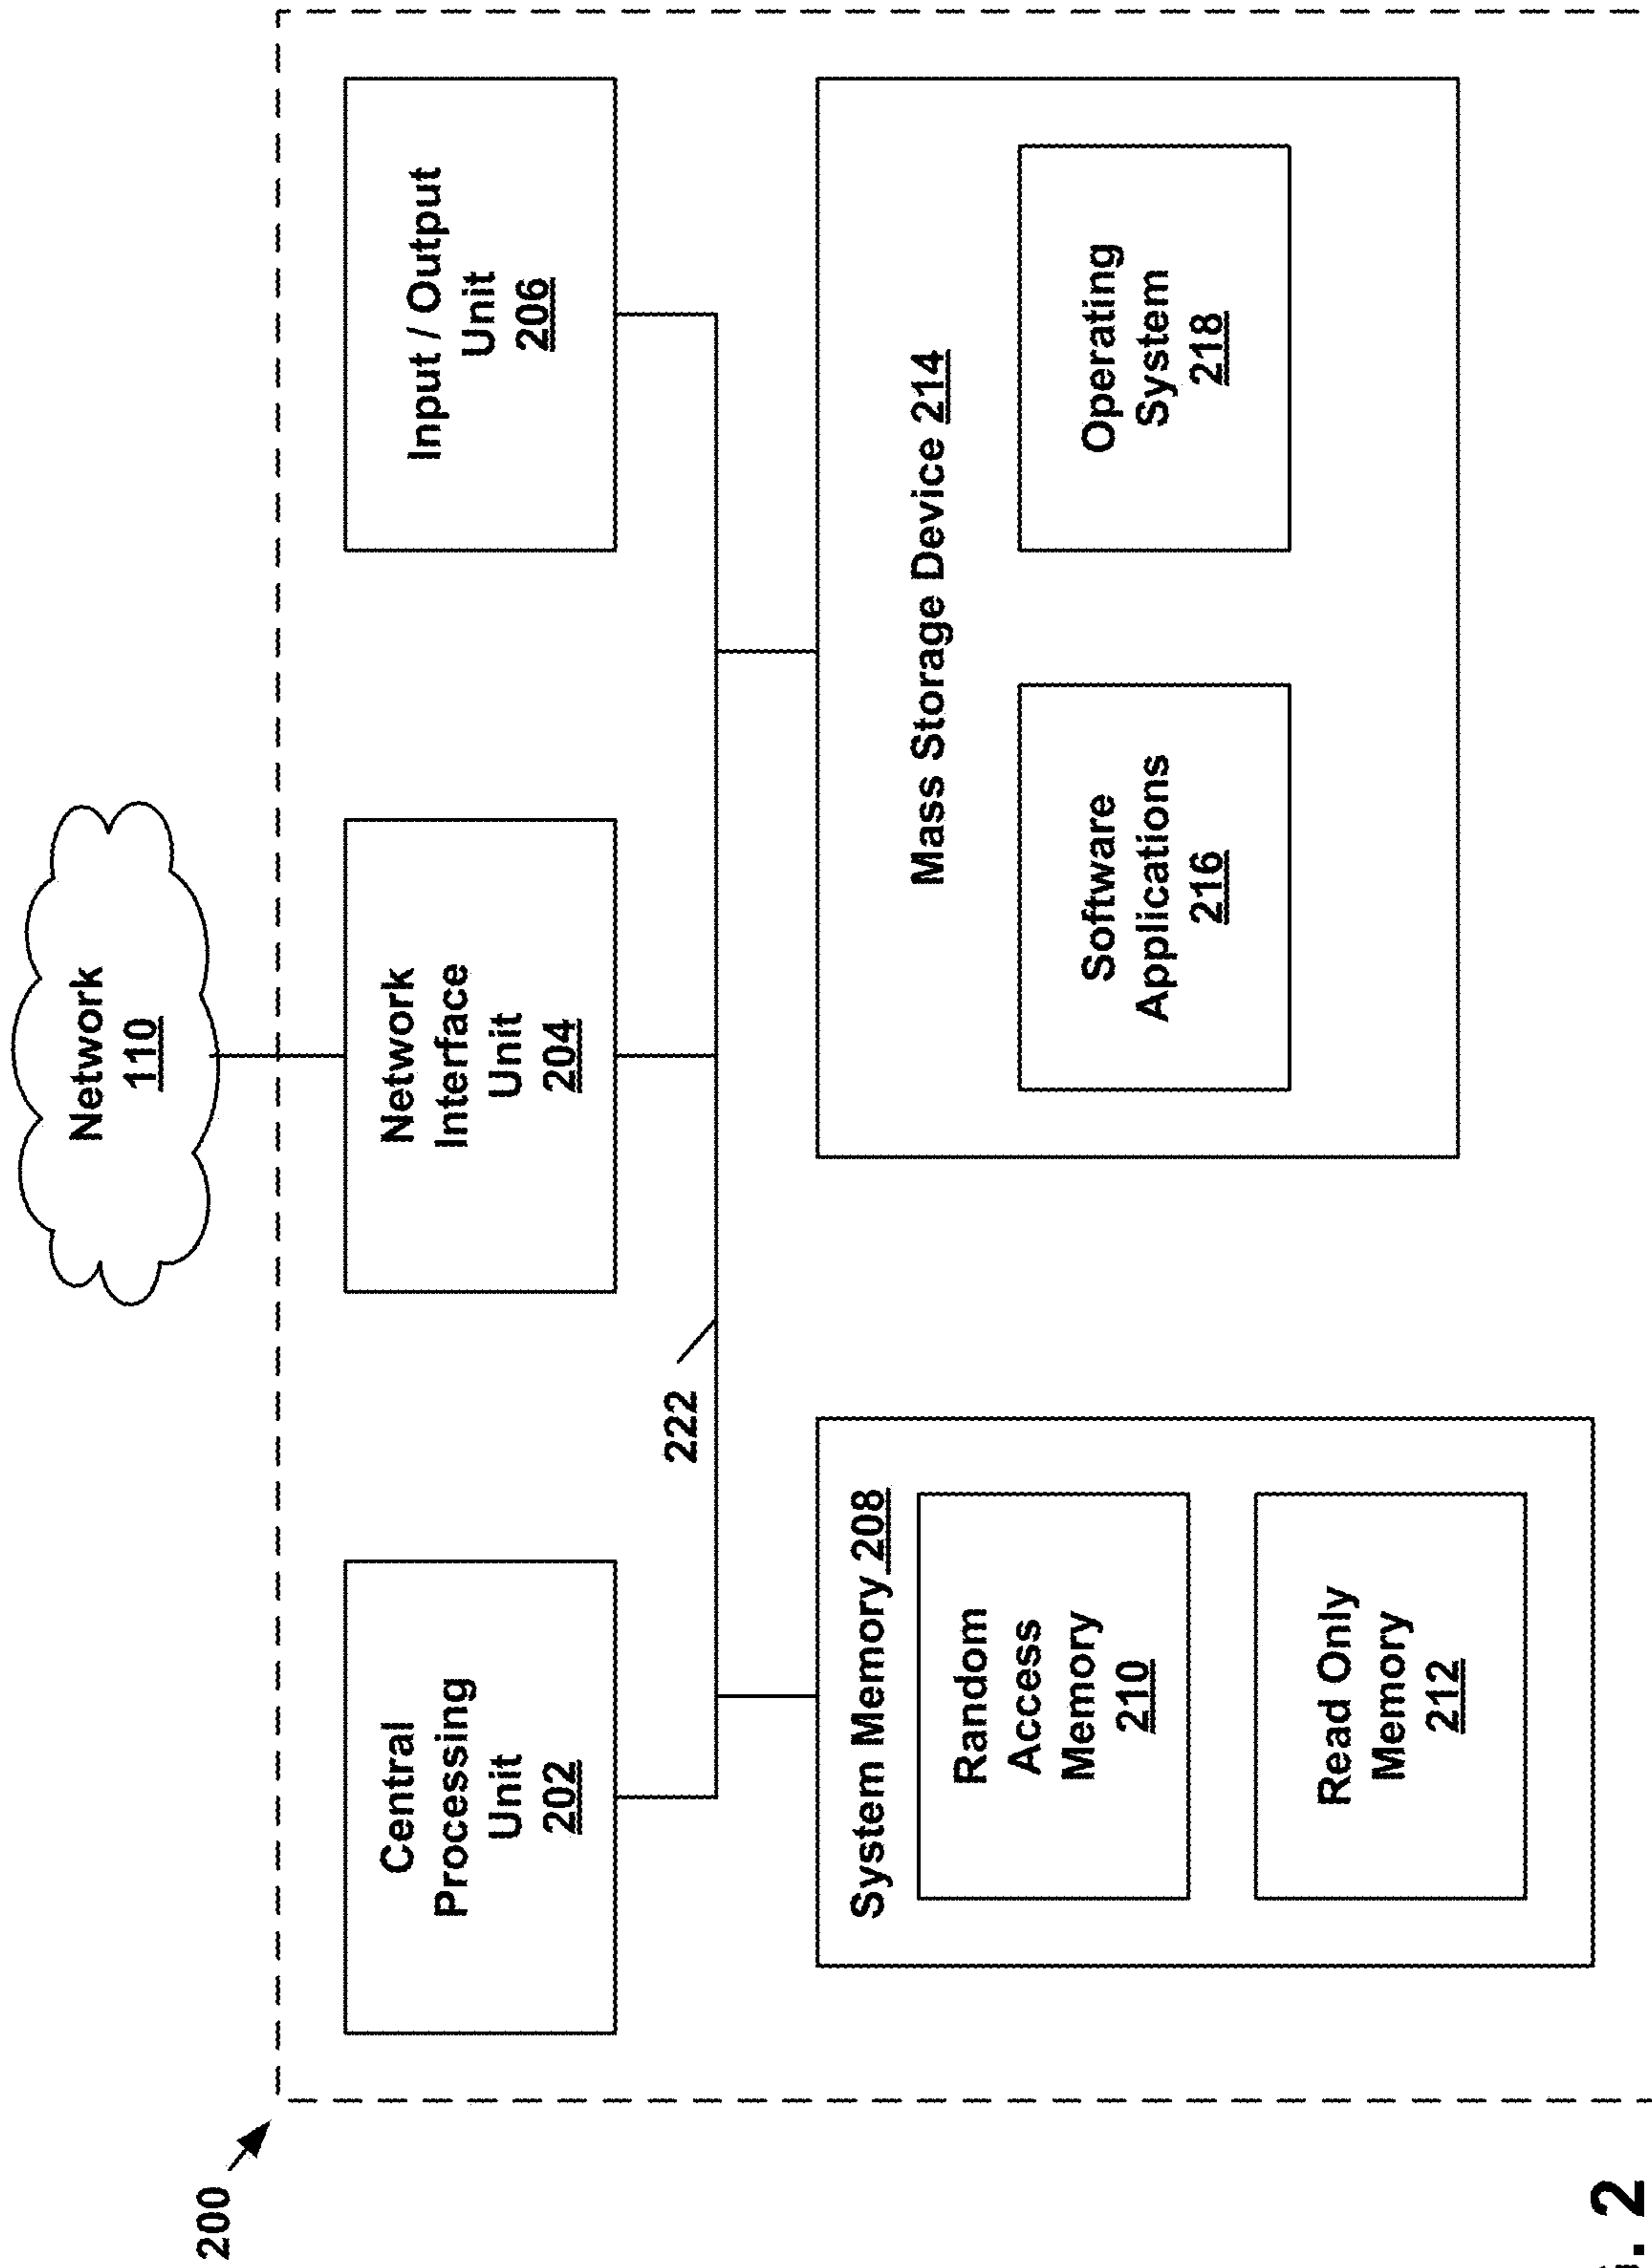 200
Network
110
Central
Processing
Unit
202
Network
Interface
Unit
204
Input / Output
Unit
206
222
System Memory 208
Random
Access
Memory
210
Read Only
Memory
212
Mass Storage Device 214
Software
Applications
216
Operating
System
218
. 2